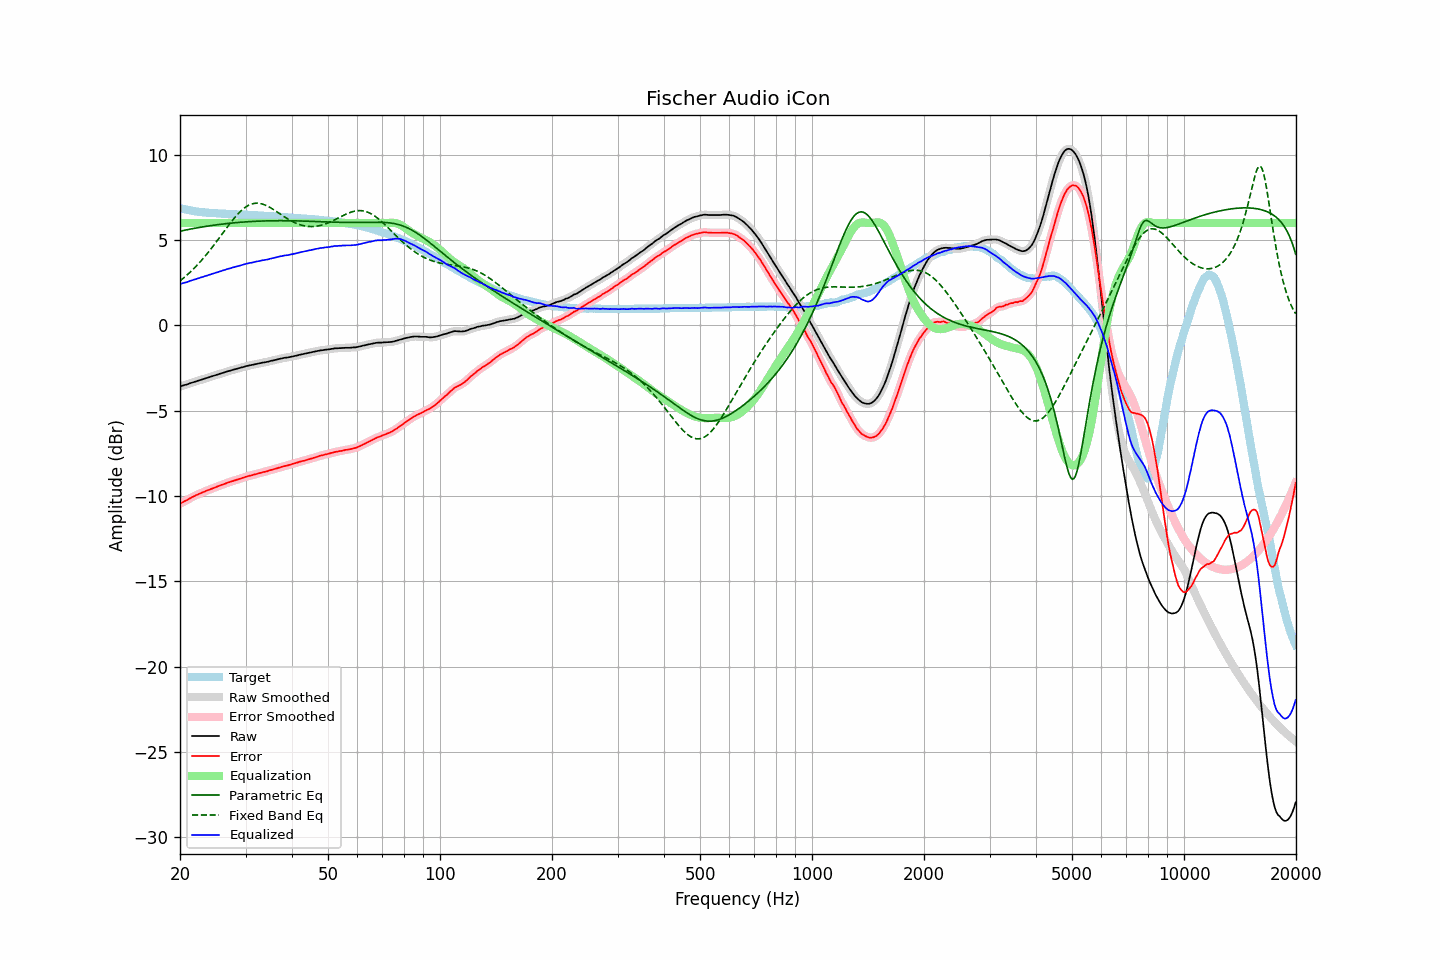 Fischer Audio iCon
Amplitude (dBr)
10
5
0
−5
−10
−15
−20
−25
−30
Target
Raw Smoothed
Error Smoothed
Raw
Error
Equalization
Parametric Eq
Fixed Band Eq
Equalized
20 50 100 200 500 1000 2000 5000 10000 20000
Frequency (Hz)